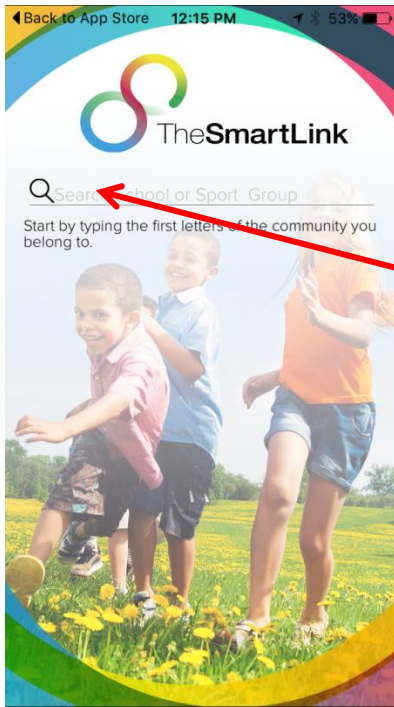 Back to App Store 12:15 PM 53%
TheSmartLink
Search School or Sport Group
Start by typing the first letters of the community you
belong to.